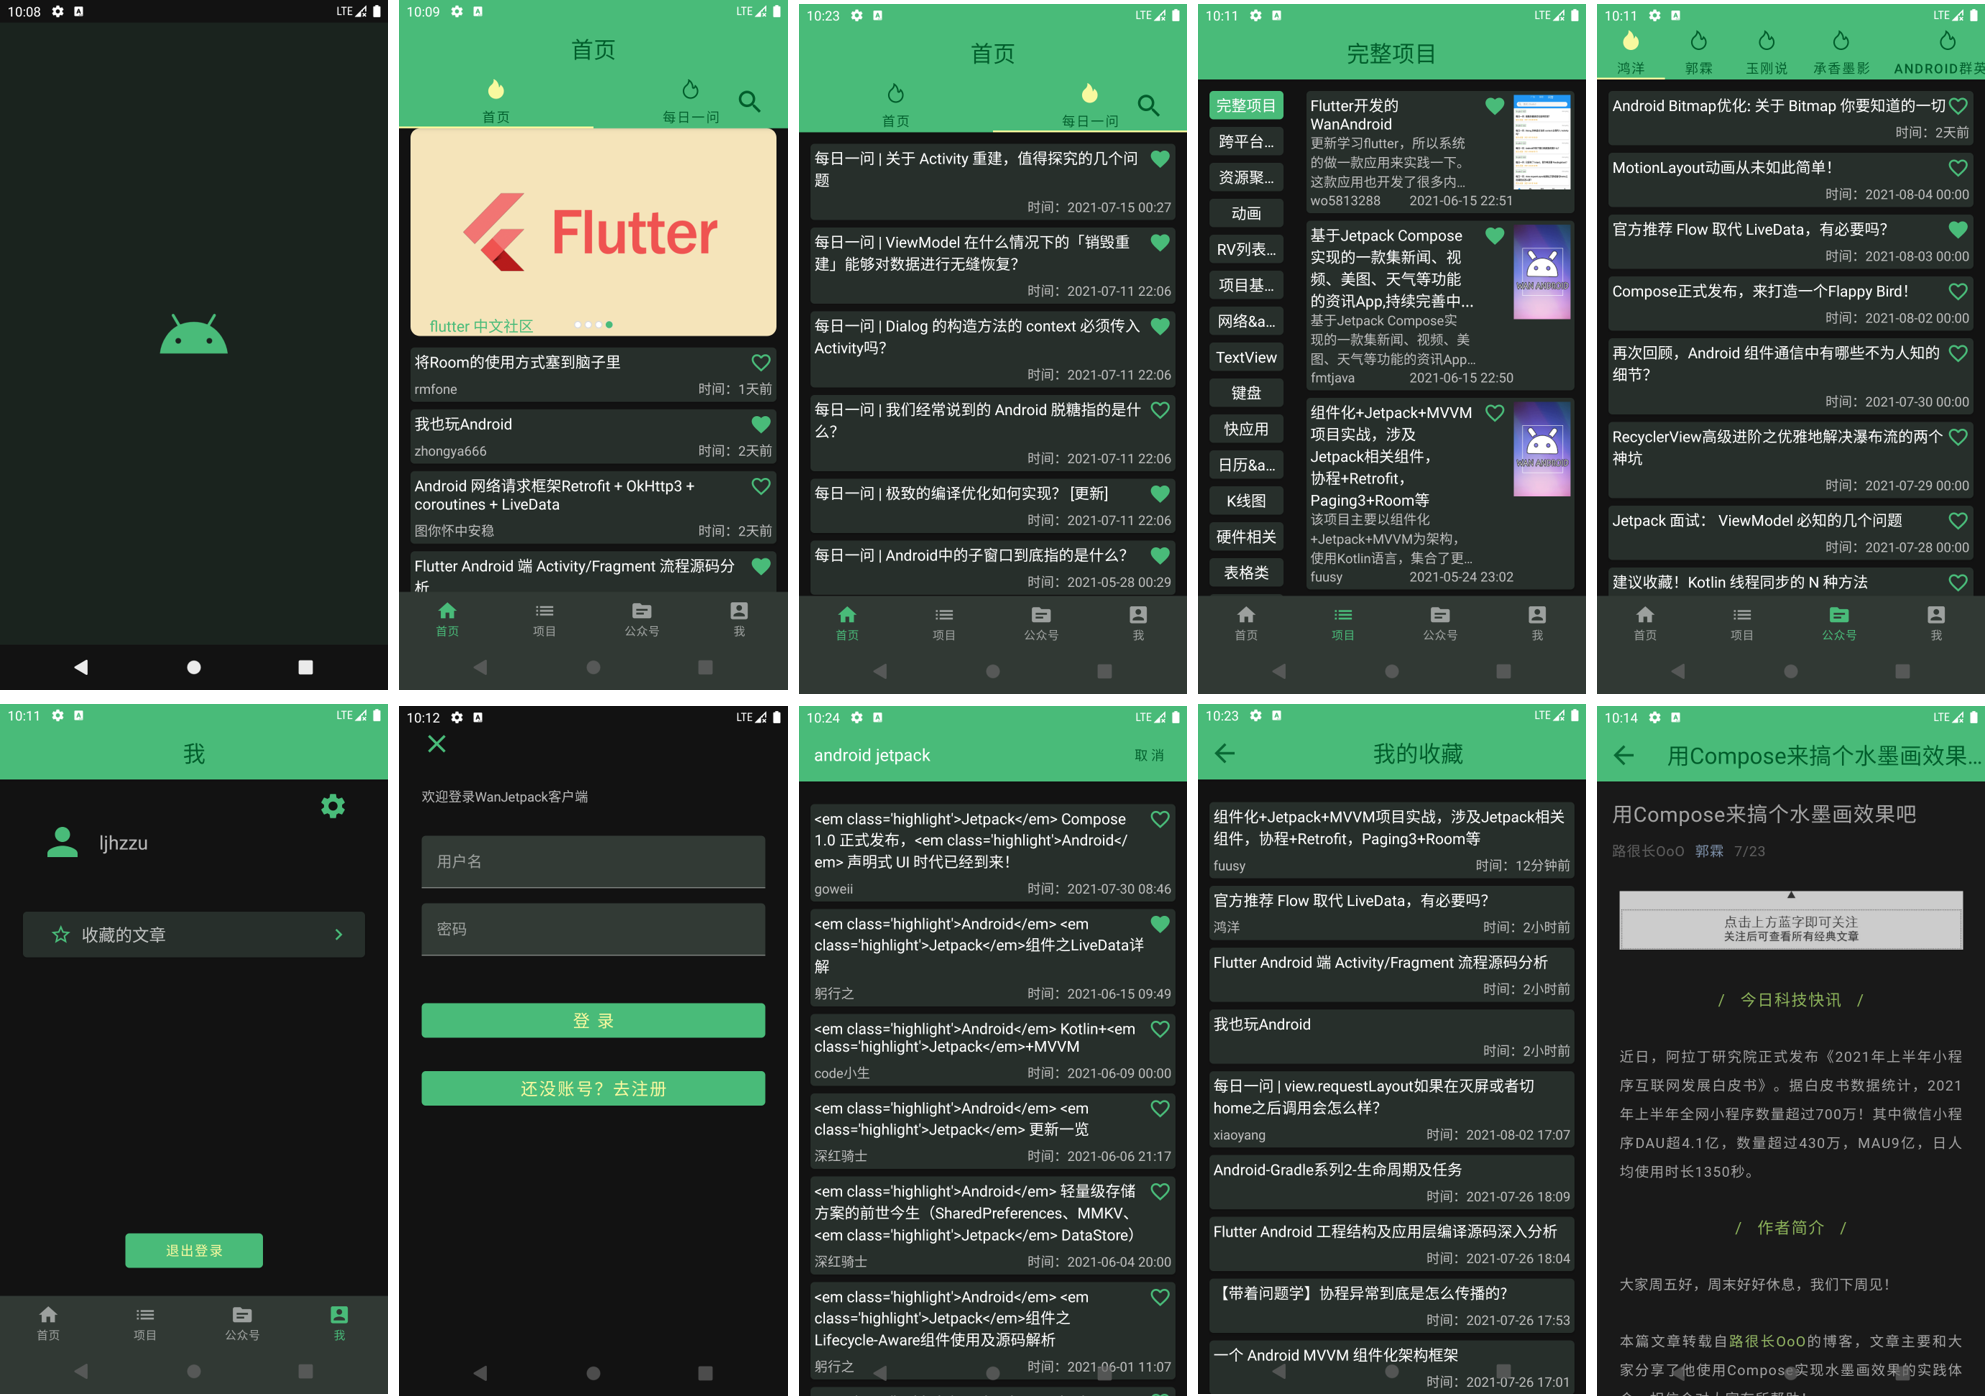 10:08
LTE
10:09
LTE
首页
首页
每日一问
Flutter
flutter 中文社区
将Room的使用方式塞到脑子里
rmfone 时间：1天前
我也玩Android
zhongya666 时间：2天前
Android 网络请求框架Retrofit + OkHttp3 +
coroutines + LiveData
图你怀中安稳 时间：2天前
Flutter Android 端 Activity/Fragment 流程源码分
析
首页 项目 公众号 我
10:23
LTE
首页
首页
每日一问
每日一问 | 关于 Activity 重建，值得探究的几个问
题
时间：2021-07-15 00:27
每日一问 | ViewModel 在什么情况下的「销毁重
建」能够对数据进行无缝恢复？
时间：2021-07-11 22:06
每日一问 | Dialog 的构造方法的 context 必须传入
Activity吗？
时间：2021-07-11 22:06
每日一问 | 我们经常说到的 Android 脱糖指的是什
么？
时间：2021-07-11 22:06
每日一问 | 极致的编译优化如何实现？ [更新]
时间：2021-07-11 22:06
每日一问 | Android中的子窗口到底指的是什么？
时间：2021-05-28 00:29
首页 项目 公众号 我
10:11
LTE
完整项目
完整项目
跨平台...
资源聚...
动画
RV列表...
项目基...
网络&a...
TextView
键盘
快应用
日历&a...
K线图
硬件相关
表格类
Flutter开发的
WanAndroid
更新学习flutter，所以系统
的做一款应用来实践一下。
这款应用也开发了很多内...
wo5813288 2021-06-15 22:51
基于Jetpack Compose
实现的一款集新闻、视
频、美图、天气等功能
的资讯App,持续完善中...
基于Jetpack Compose实
现的一款集新闻、视频、美
图、天气等功能的资讯App...
fmtjava 2021-06-15 22:50
WAN ANDROID
组件化+Jetpack+MVVM
项目实战，涉及
Jetpack相关组件，
协程+Retrofit，
Paging3+Room等
该项目主要以组件化
+Jetpack+MVVM为架构，
使用Kotlin语言，集合了更...
fuusy 2021-05-24 23:02
WAN ANDROID
首页 项目 公众号 我
10:11
LTE
鸿洋 郭霖 玉刚说 承香墨影 ANDROID群英
Android Bitmap优化: 关于 Bitmap 你要知道的一切
时间：2天前
MotionLayout动画从未如此简单！
时间：2021-08-04 00:00
官方推荐 Flow 取代 LiveData，有必要吗？
时间：2021-08-03 00:00
Compose正式发布，来打造一个Flappy Bird！
时间：2021-08-02 00:00
再次回顾，Android 组件通信中有哪些不为人知的
细节？
时间：2021-07-30 00:00
RecyclerView高级进阶之优雅地解决瀑布流的两个
神坑
时间：2021-07-29 00:00
Jetpack 面试： ViewModel 必知的几个问题
时间：2021-07-28 00:00
建议收藏！Kotlin 线程同步的 N 种方法
首页 项目 公众号 我
10:11
LTE
我
ljhzzu
收藏的文章
退出登录
首页 项目 公众号 我
10:12
LTE
欢迎登录WanJetpack客户端
用户名
密码
登 录
还没账号？去注册
10:24
LTE
android jetpack 取 消
<em class='highlight'>Jetpack</em> Compose
1.0 正式发布，<em class='highlight'>Android</
em> 声明式 UI 时代已经到来！
goweii 时间：2021-07-30 08:46
<em class='highlight'>Android</em> <em
class='highlight'>Jetpack</em>组件之LiveData详
解
躬行之 时间：2021-06-15 09:49
<em class='highlight'>Android</em> Kotlin+<em
class='highlight'>Jetpack</em>+MVVM
code小生 时间：2021-06-09 00:00
<em class='highlight'>Android</em> <em
class='highlight'>Jetpack</em> 更新一览
深红骑士 时间：2021-06-06 21:17
<em class='highlight'>Android</em> 轻量级存储
方案的前世今生（SharedPreferences、MMKV、
<em class='highlight'>Jetpack</em> DataStore）
深红骑士 时间：2021-06-04 20:00
<em class='highlight'>Android</em> <em
class='highlight'>Jetpack</em>组件之
Lifecycle-Aware组件使用及源码解析
躬行之 时间：2021-06-01 11:07
10:23
LTE
我的收藏
组件化+Jetpack+MVVM项目实战，涉及Jetpack相关
组件，协程+Retrofit，Paging3+Room等
fuusy 时间：12分钟前
官方推荐 Flow 取代 LiveData，有必要吗？
鸿洋 时间：2小时前
Flutter Android 端 Activity/Fragment 流程源码分析
时间：2小时前
我也玩Android
时间：2小时前
每日一问 | view.requestLayout如果在灭屏或者切
home之后调用会怎么样？
xiaoyang 时间：2021-08-02 17:07
Android-Gradle系列2-生命周期及任务
时间：2021-07-26 18:09
Flutter Android 工程结构及应用层编译源码深入分析
时间：2021-07-26 18:04
【带着问题学】协程异常到底是怎么传播的?
时间：2021-07-26 17:53
一个 Android MVVM 组件化架构框架
时间：2021-07-26 17:01
10:14
LTE
用Compose来搞个水墨画效果...
用Compose来搞个水墨画效果吧
路很长OoO 郭霖 7/23
点击上方蓝字即可关注
关注后可查看所有经典文章
/ 今日科技快讯 /
近日，阿拉丁研究院正式发布《2021年上半年小程
序互联网发展白皮书》。据白皮书数据统计，2021
年上半年全网小程序数量超过700万！其中微信小程
序DAU超4.1亿，数量超过430万，MAU9亿，日人
均使用时长1350秒。
/ 作者简介 /
大家周五好，周末好好休息，我们下周见！
本篇文章转载自路很长OoO的博客，文章主要和大
家分享了他使用Compose实现水墨画效果的实践体